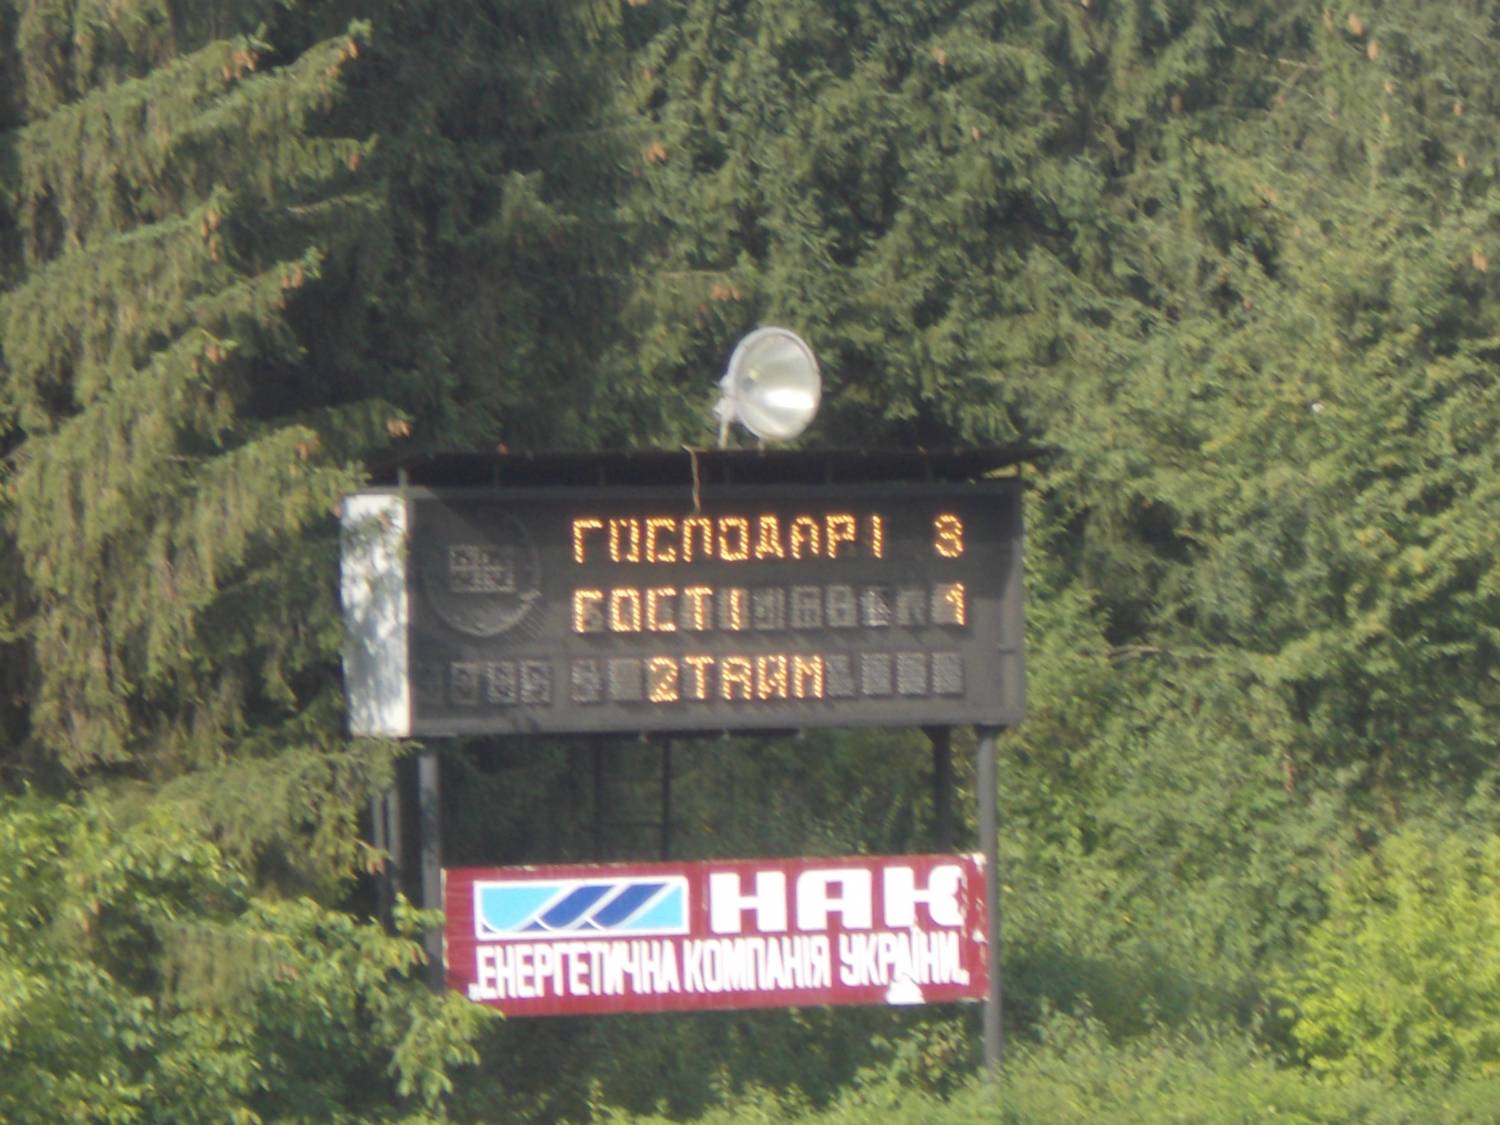 ГОСПОДАРІ 3
ГОСТІ 1
2ТАЙМ
НАК
„ЕНЕРГЕТИЧНА КОМПАНІЯ УКРАЇНИ„